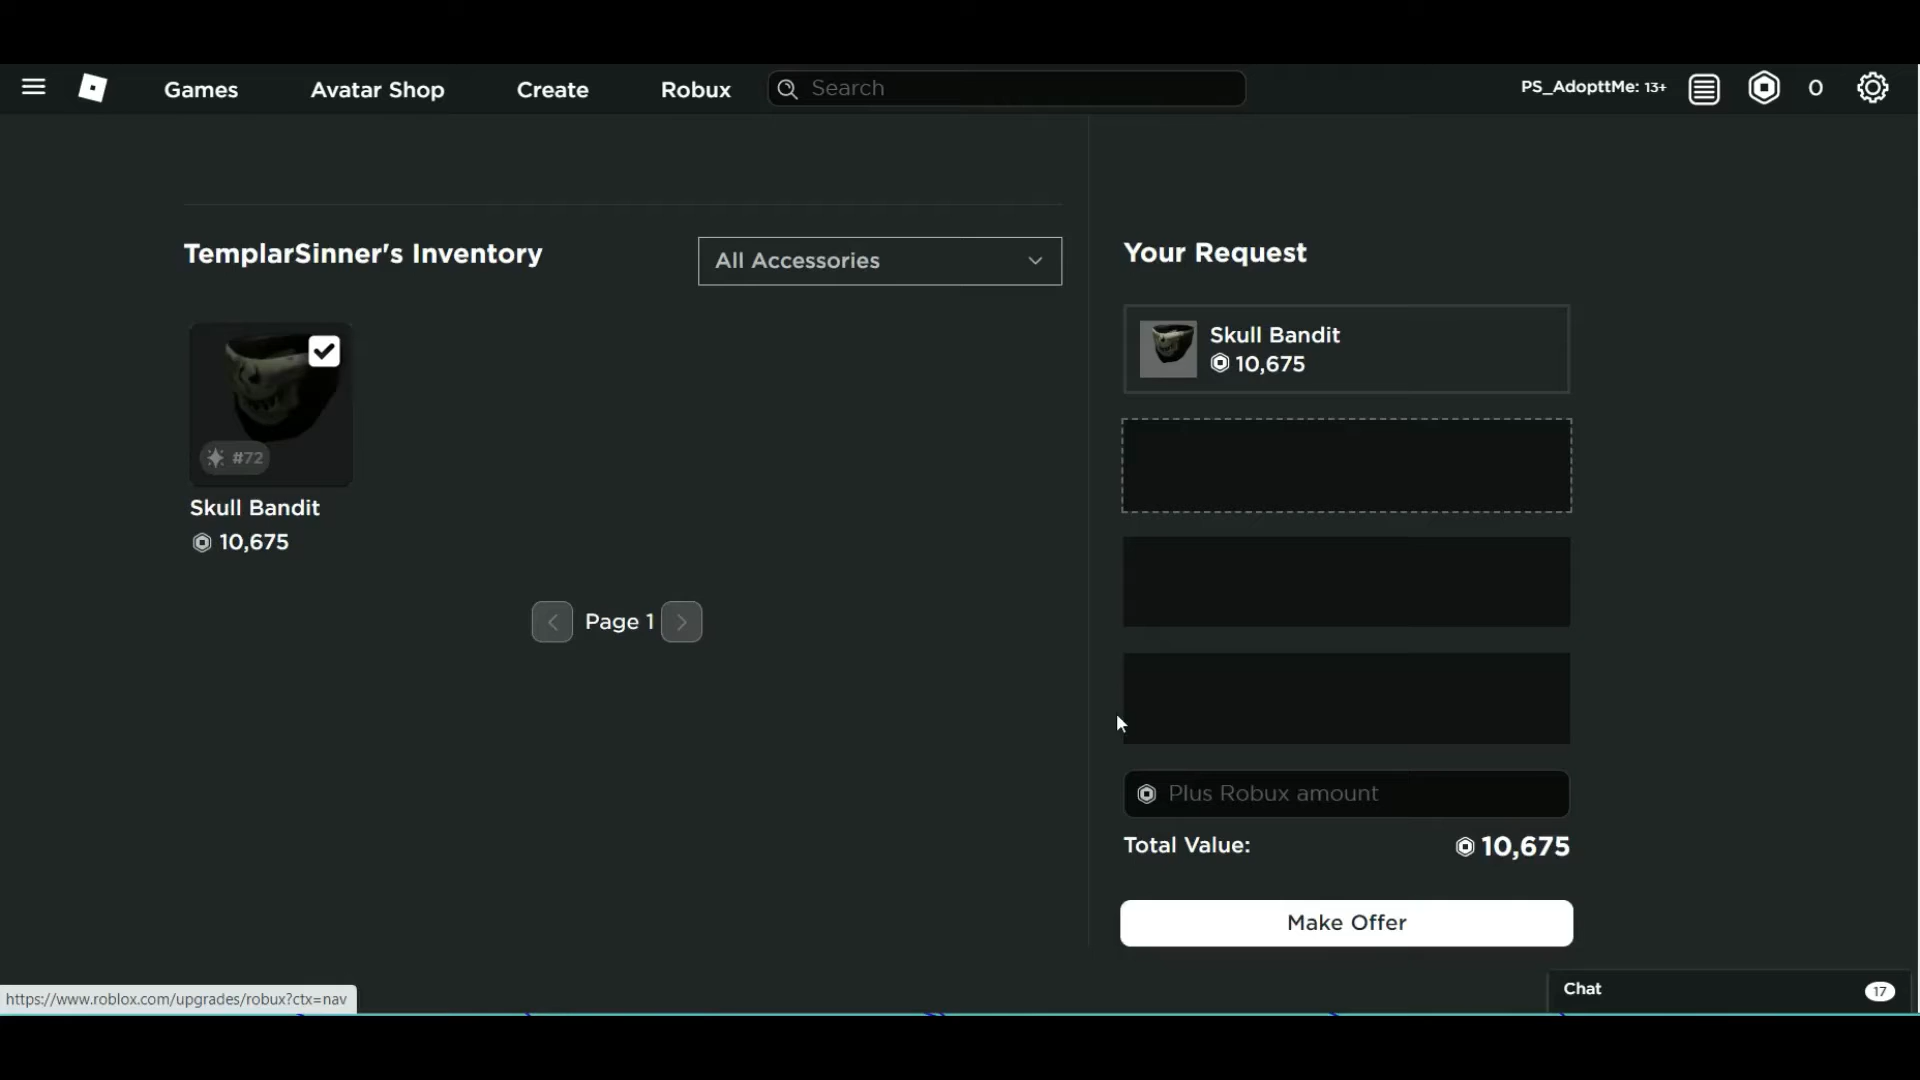 Games
Avatar Shop
Create
Robux
Search
PS_AdopttMe: 13+
0
TemplarSinner's Inventory
All Accessories
#72
Skull Bandit
10,675
Page 1
Your Request
Skull Bandit
10,675
Plus Robux amount
Total Value:
10,675
Make Offer
https://www.roblox.com/upgrades/robux?ctx=nav
Chat
17